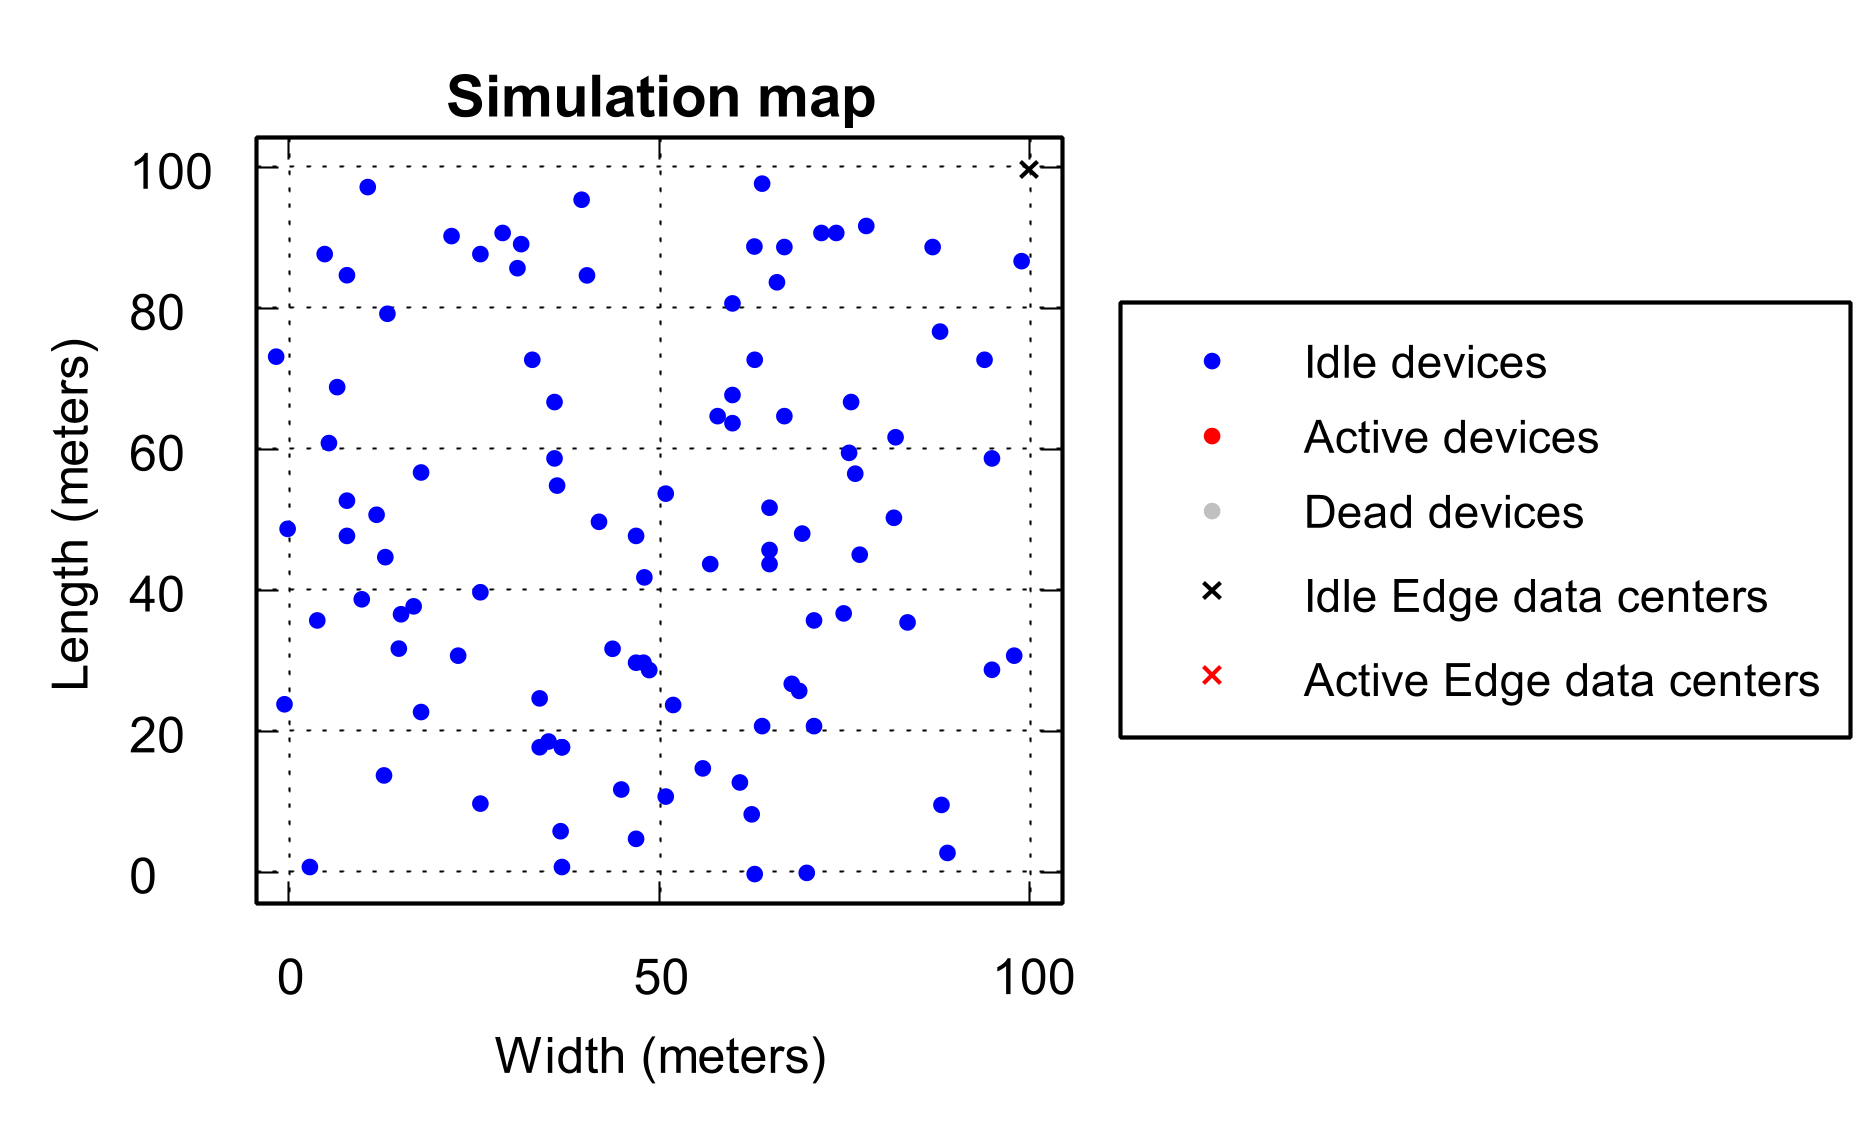 Simulation map
100
80
60
40
20
0
Length (meters)
0 50 100
Width (meters)
Idle devices
Active devices
Dead devices
Idle Edge data centers
Active Edge data centers